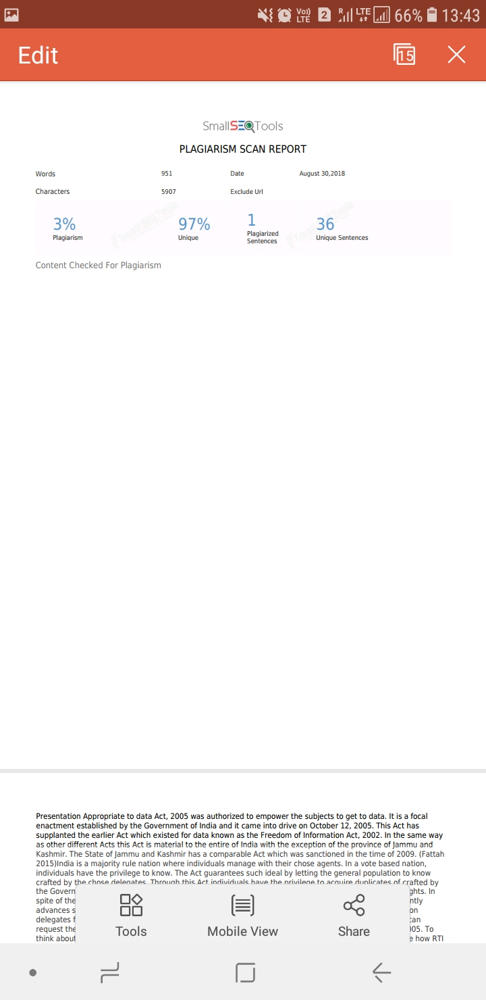 Vo))
LTE
2
R
LTE
66%
13:43
Edit
15
SmallSEOTools
PLAGIARISM SCAN REPORT
Words 951 Date August 30,2018
Characters 5907 Exclude Url
3% 97% 1 36
Plagiarism Unique Plagiarized Sentences Unique Sentences
Content Checked For Plagiarism
Presentation Appropriate to data Act, 2005 was authorized to empower the subjects to get to data. It is a focal
enactment established by the Government of India and it came into drive on October 12, 2005. This Act has
supplanted the earlier Act which existed for data known as the Freedom of Information Act, 2002. In the same way
as other different Acts this Act is material to the entire of India with the exception of the province of Jammu and
Kashmir. The State of Jammu and Kashmir has a comparable Act which was sanctioned in the time of 2009. (Fattah
2015)India is a majority rule nation where individuals manage with their chose agents. In a vote based nation,
individuals have the privilege to know. The Act guarantees such ideal by letting the general population to know
crafted by the chose delegates. Through this Act individuals have the privilege to acquire duplicates of crafted by
the Govern ghts. In
spite of the ntly
advances s on
delegates f can
request the 005. To
think about e how RTI
Tools
Mobile View
Share